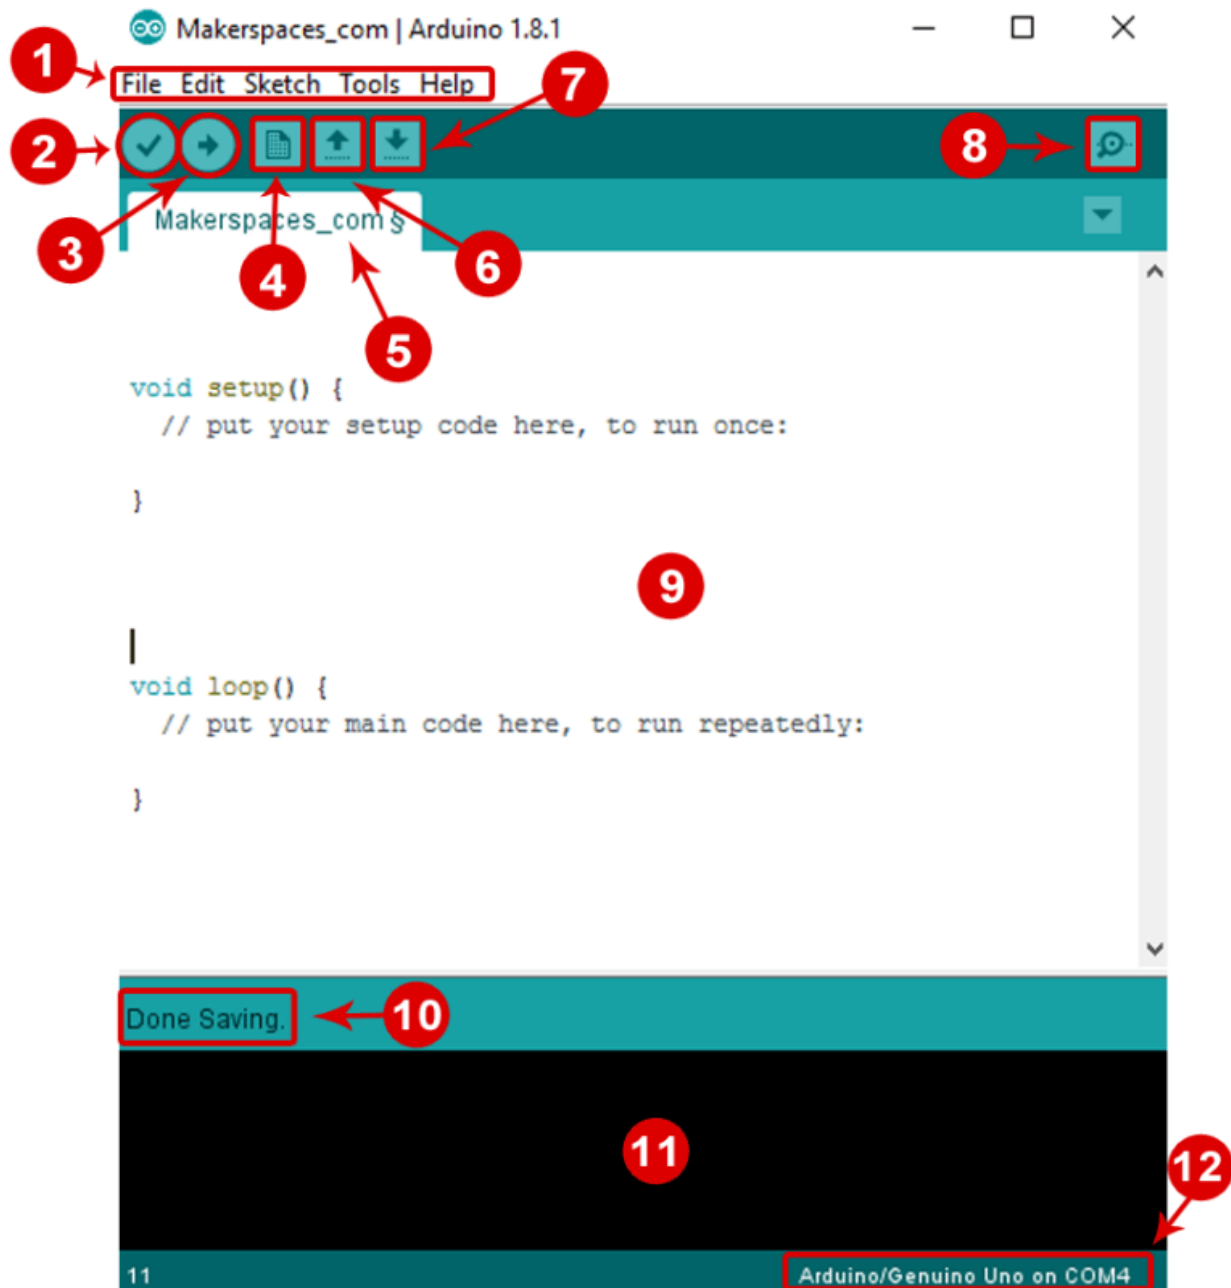 Makerspaces_com | Arduino 1.8.1
1
File Edit Sketch Tools Help
7
2
8
Makerspaces_com §
3
4
6
5
void setup() {
// put your setup code here, to run once:
}
9
void loop() {
// put your main code here, to run repeatedly:
}
Done Saving.
10
11
12
11
Arduino/Genuino Uno on COM4